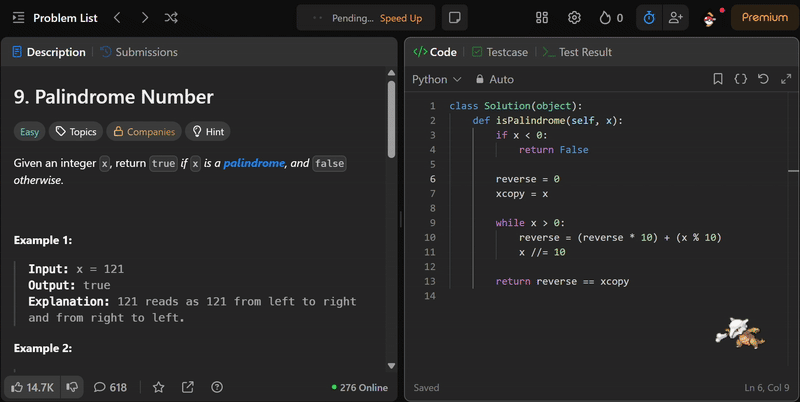 Problem List
Pending... Speed Up
0
Premium
Description
Submissions
9. Palindrome Number
Easy
Topics
Companies
Hint
Given an integer x, return true if x is a palindrome, and false
otherwise.
Example 1:
Input: x = 121
Output: true
Explanation: 121 reads as 121 from left to right
and from right to left.
Example 2:
14.7K
618
276 Online
</> Code
Testcase
>_ Test Result
Python
Auto
{}
1 class Solution(object):
2     def isPalindrome(self, x):
3         if x < 0:
4             return False
5
6         reverse = 0
7         xcopy = x
8
9         while x > 0:
10             reverse = (reverse * 10) + (x % 10)
11             x //= 10
12
13         return reverse == xcopy
14
Saved
Ln 6, Col 9